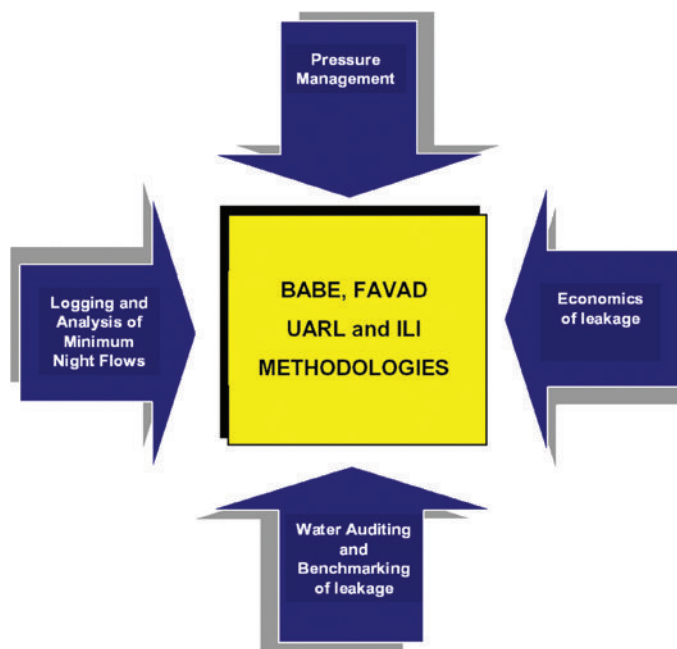 Pressure
Management
Logging and
Analysis of
Minimum
Night Flows
BABE, FAVAD
UARL and ILI
METHODOLOGIES
Economics
of leakage
Water Auditing
and
Benchmarking
of leakage